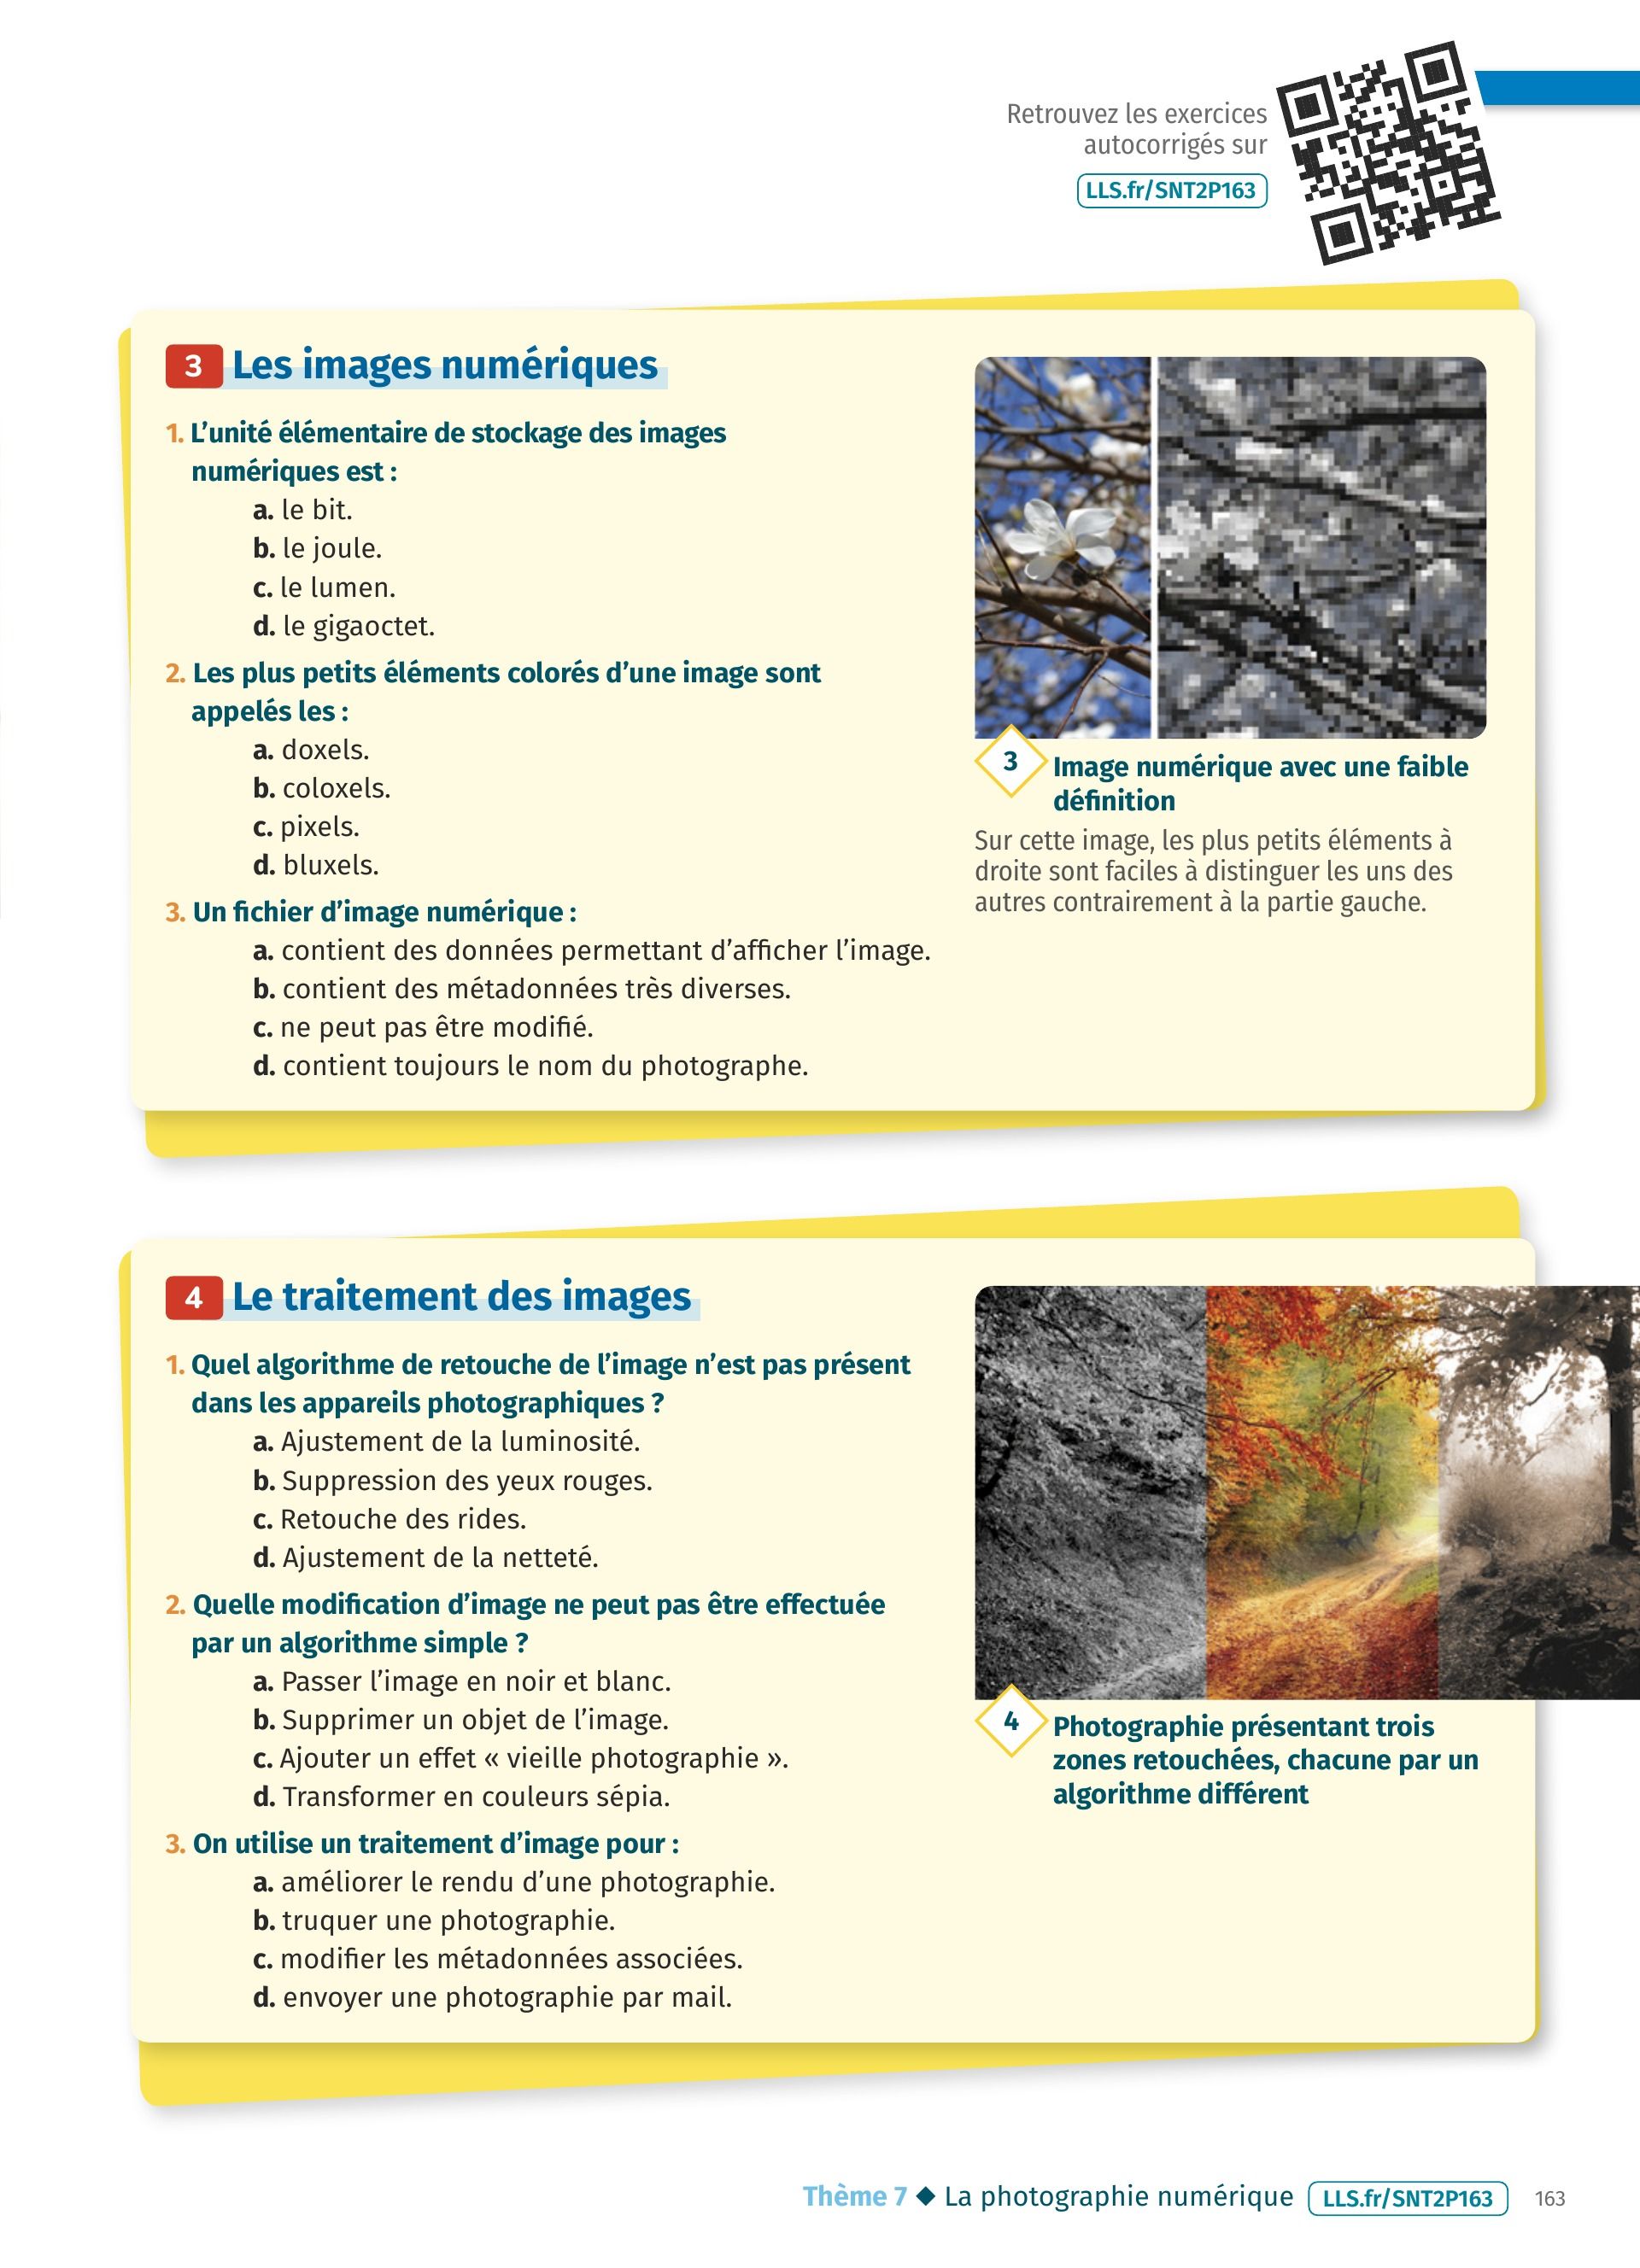 Retrouvez les exercices
autocorrigés sur
LLS.fr/SNT2P163
3 Les images numériques
1. L'unité élémentaire de stockage des images
numériques est :
a. le bit.
b. le joule.
c. le lumen.
d. le gigaoctet.
2. Les plus petits éléments colorés d'une image sont
appelés les :
a. doxels.
b. coloxels.
c. pixels.
d. bluxels.
3. Un fichier d'image numérique :
a. contient des données permettant d'afficher l'image.
b. contient des métadonnées très diverses.
c. ne peut pas être modifié.
d. contient toujours le nom du photographe.
3 Image numérique avec une faible
définition
Sur cette image, les plus petits éléments à
droite sont faciles à distinguer les uns des
autres contrairement à la partie gauche.
4 Le traitement des images
1. Quel algorithme de retouche de l'image n'est pas présent
dans les appareils photographiques ?
a. Ajustement de la luminosité.
b. Suppression des yeux rouges.
c. Retouche des rides.
d. Ajustement de la netteté.
2. Quelle modification d'image ne peut pas être effectuée
par un algorithme simple ?
a. Passer l'image en noir et blanc.
b. Supprimer un objet de l'image.
c. Ajouter un effet « vieille photographie ».
d. Transformer en couleurs sépia.
3. On utilise un traitement d'image pour :
a. améliorer le rendu d'une photographie.
b. truquer une photographie.
c. modifier les métadonnées associées.
d. envoyer une photographie par mail.
4 Photographie présentant trois
zones retouchées, chacune par un
algorithme différent
Thème 7 ◆ La photographie numérique LLS.fr/SNT2P163 163